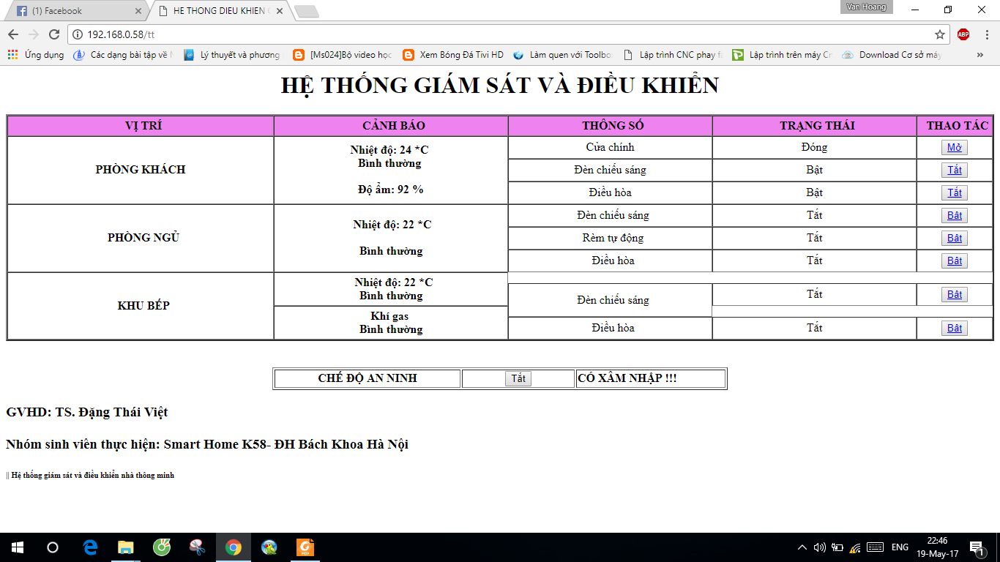 (1) Facebook
HE THONG DIEU KHIEN
Van Hoang
192.168.0.58/tt
ABP
Ứng dụng
Các dạng bài tập về
Lý thuyết và phương
[Ms024]Bộ video học
Xem Bóng Đá Tivi HD
Làm quen với Toolbo
Lập trình CNC phay
Lập trình trên máy
Download Cơ sở
»
HỆ THỐNG GIÁM SÁT VÀ ĐIỀU KHIỂN
VỊ TRÍ CẢNH BÁO THÔNG SỐ TRẠNG THÁI THAO TÁC
PHÒNG KHÁCH
Nhiệt độ: 24 *C
Bình thường
Độ ẩm: 92 %
Cửa chính Đóng Mở
Đèn chiếu sáng Bật Tắt
Điều hòa Bật Tắt
PHÒNG NGỦ
Nhiệt độ: 22 *C
Bình thường
Đèn chiếu sáng Tắt Bât
Rèm tự động Tắt Bât
Điều hòa Tắt Bât
KHU BẾP
Nhiệt độ: 22 *C
Bình thường
Khí gas
Bình thường
Đèn chiếu sáng Tắt Bât
Điều hòa Tắt Bât
CHẾ ĐỘ AN NINH Tắt CÓ XÂM NHẬP !!!
GVHD: TS. Đặng Thái Việt
Nhóm sinh viên thực hiện: Smart Home K58- ĐH Bách Khoa Hà Nội
|| Hệ thống giám sát và điều khiển nhà thông minh
ENG
22:46
19-May-17
1